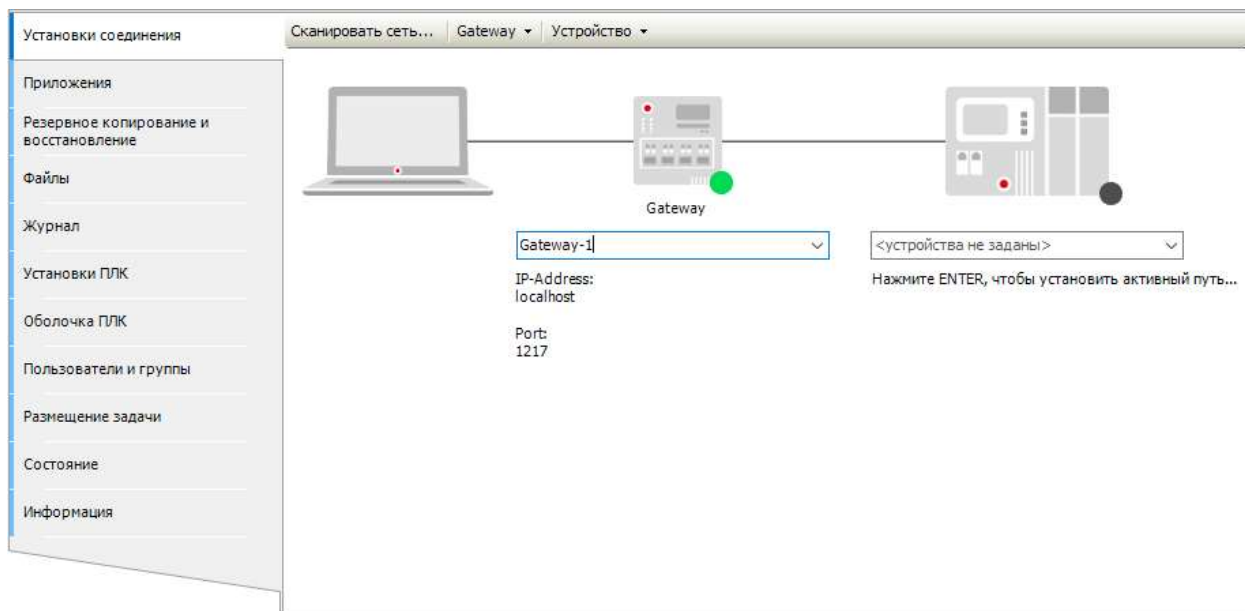 Установки соединения
Приложения
Резервное копирование и
восстановление
Файлы
Журнал
Установки ПЛК
Оболочка ПЛК
Пользователи и группы
Размещение задачи
Состояние
Информация
Сканировать сеть... Gateway Устройство
Gateway
Gateway-1
IP-Address:
localhost
Port:
1217
<устройства не заданы>
Нажмите ENTER, чтобы установить активный путь...